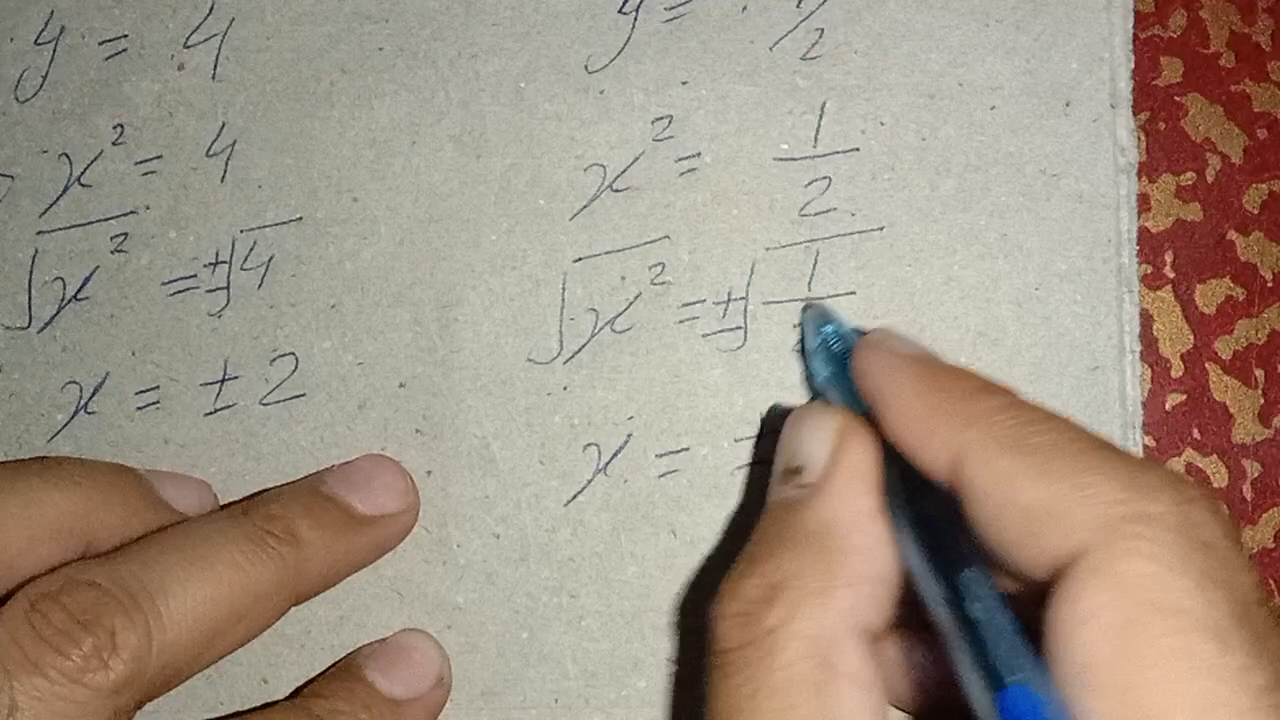 y = 4
x² = 4
√x² = ±√4
x = ±2
y = 1/2
x² = 1/2
√x² = ±√1/
x =